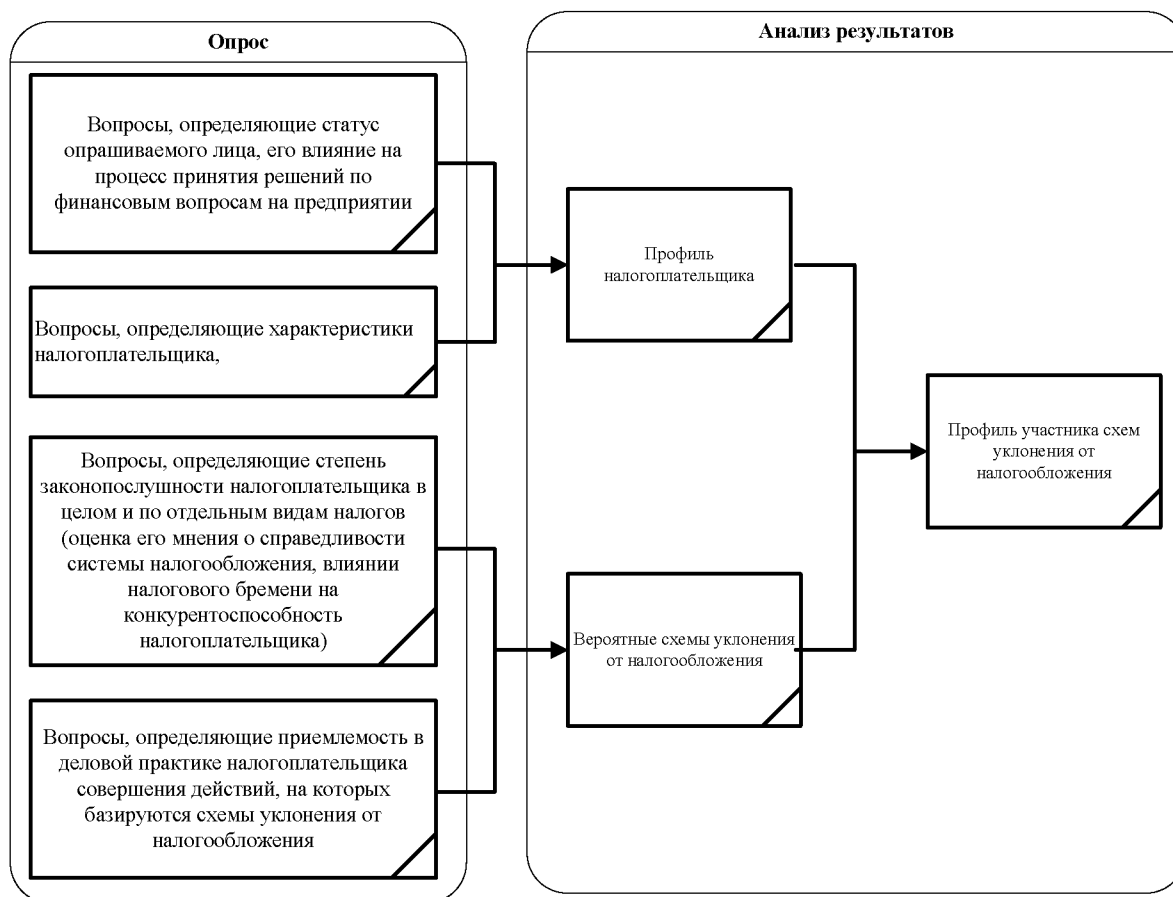 Опрос
Вопросы, определяющие статус
опрашиваемого лица, его влияние на
процесс принятия решений по
финансовым вопросам на предприятии
Вопросы, определяющие характеристики
налогоплательщика,
Вопросы, определяющие степень
законопослушности налогоплательщика в
целом и по отдельным видам налогов
(оценка его мнения о справедливости
системы налогообложения, влиянии
налогового бремени на
конкурентоспособность
налогоплательщика)
Вопросы, определяющие приемлемость в
деловой практике налогоплательщика
совершения действий, на которых
базируются схемы уклонения от
налогообложения
Анализ результатов
Профиль
налогоплательщика
Вероятные схемы уклонения
от налогообложения
Профиль участника схем
уклонения от
налогообложения